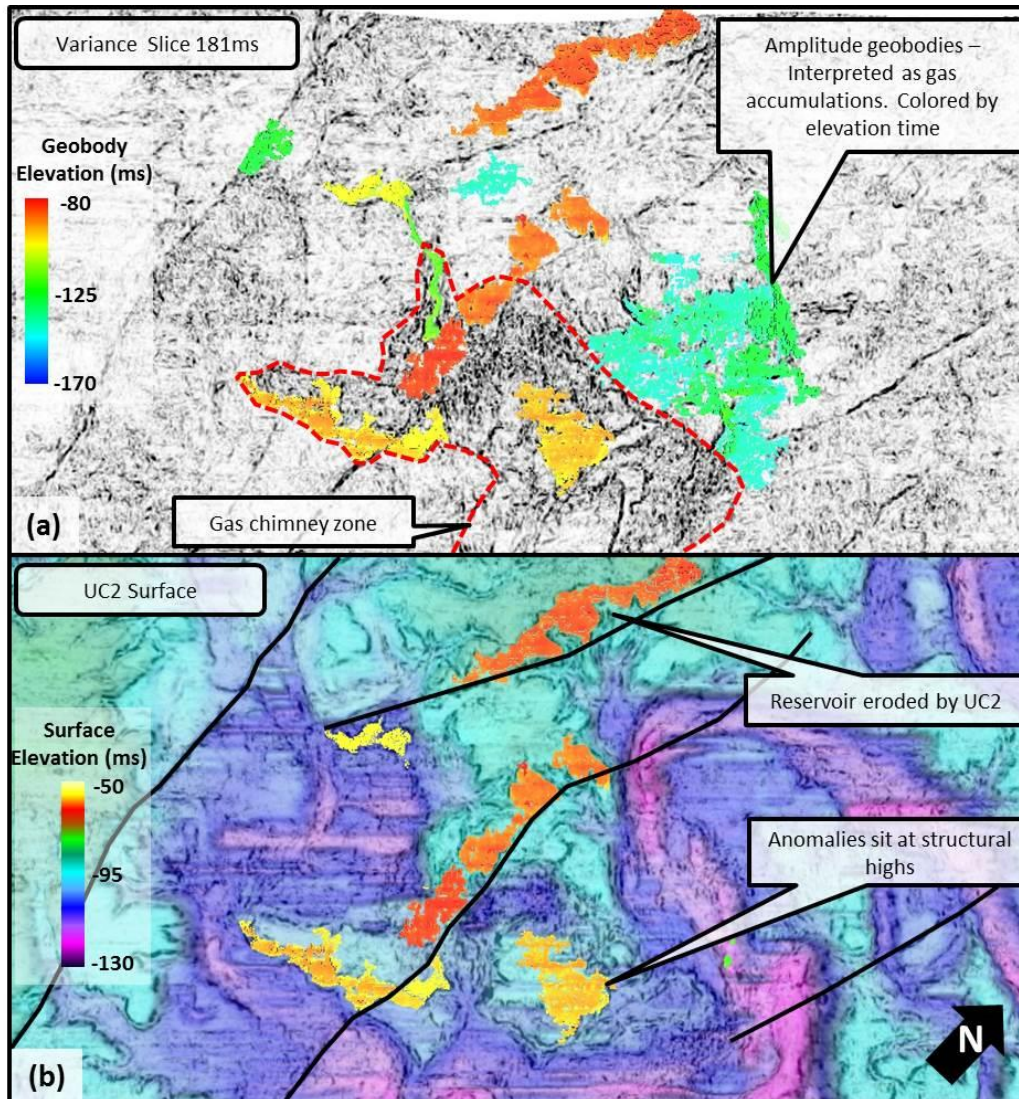 Variance Slice 181ms
Amplitude geobodies –
Interpreted as gas
accumulations. Colored by
elevation time
Geobody
Elevation (ms)
-80
-125
-170
Gas chimney zone
(a)
UC2 Surface
Reservoir eroded by UC2
Surface
Elevation (ms)
-50
-95
-130
Anomalies sit at structural
highs
N
(b)